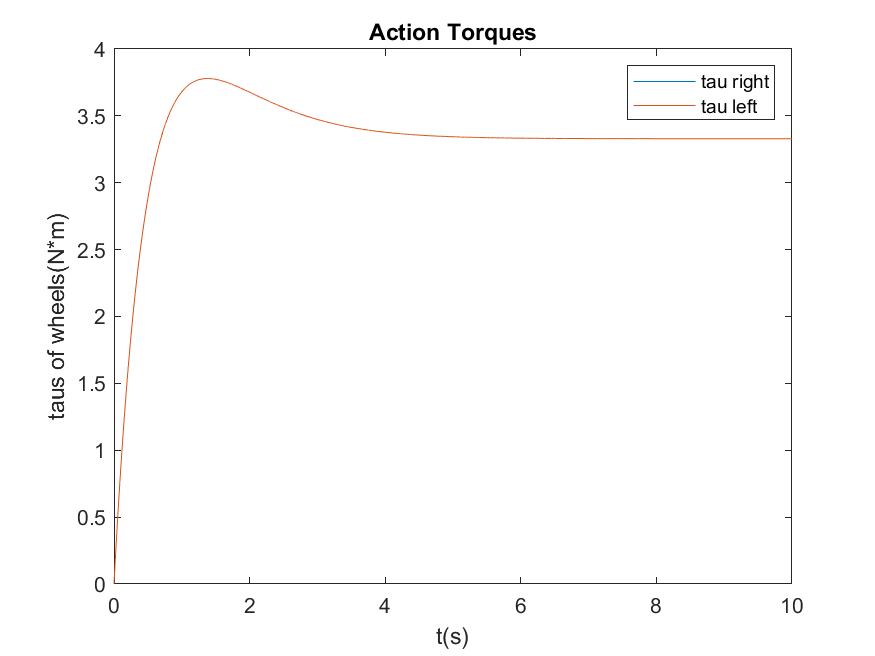 Action Torques
tau right
tau left
4
3.5
3
2.5
2
1.5
1
0.5
0
taus of wheels(N*m)
0 2 4 6 8 10
t(s)